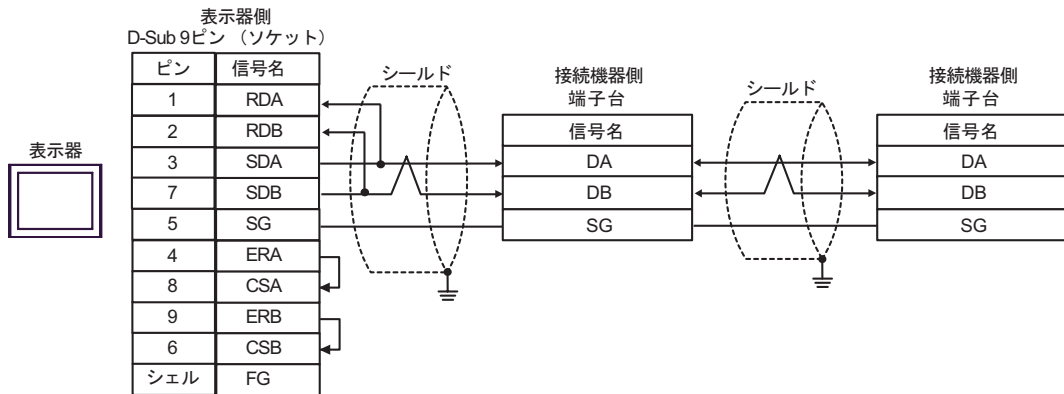 表示器側
D-Sub 9ピン (ソケット)
ピン 信号名
1 RDA
2 RDB
3 SDA
7 SDB
5 SG
4 ERA
8 CSA
9 ERB
6 CSB
シェル FG
表示器
シールド
接続機器側
端子台
信号名
DA
DB
SG
シールド
接続機器側
端子台
信号名
DA
DB
SG